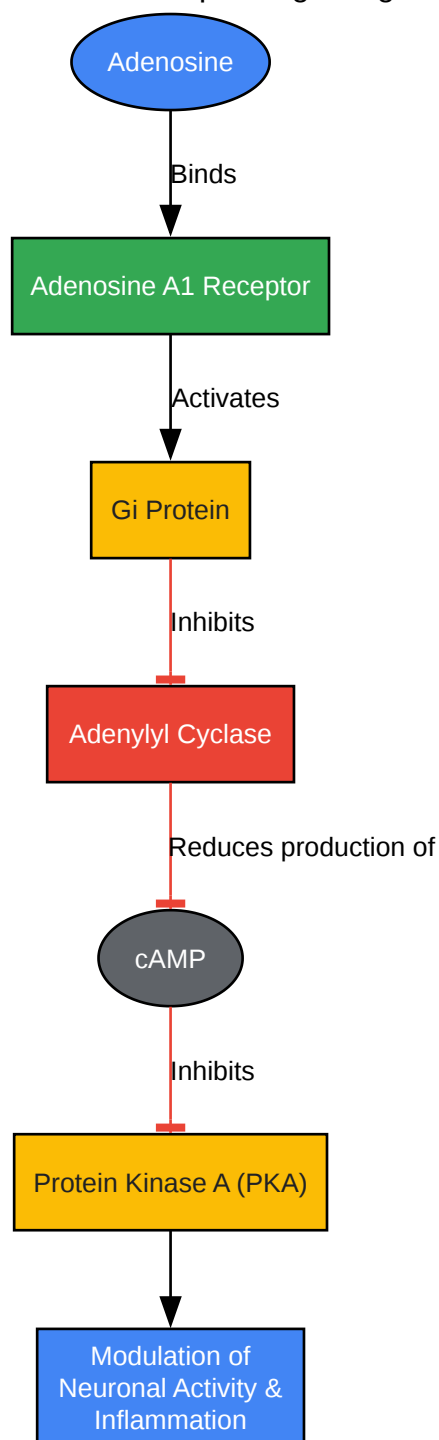 Adenosine
Binds
Adenosine A1 Receptor
Activates
Gi Protein
Inhibits
Adenylyl Cyclase
Reduces production of
cAMP
Inhibits
Protein Kinase A (PKA)
Modulation of
Neuronal Activity &
Inflammation